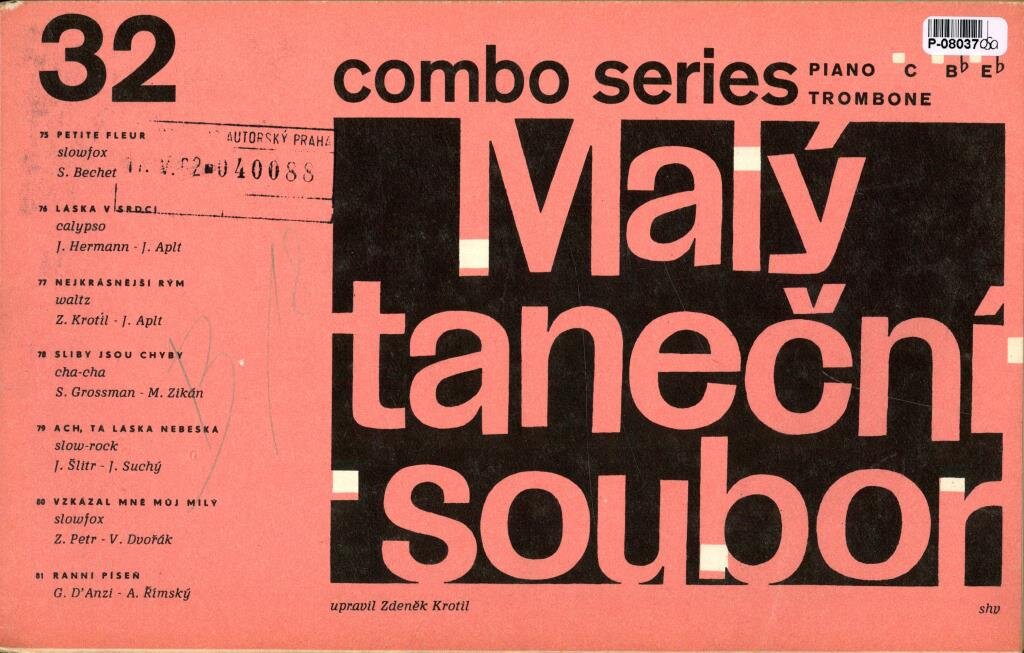 32
combo series
PIANO C B♭ E♭
TROMBONE
P-08037
75 PETITE FLEUR
slowfox
S. Bechet
AUTORSKÝ PRAHA
040088
76 LÁSKA V SRDCI
calypso
J. Hermann - J. Aplt
77 NEJKRÁSNĚJŠÍ RÝM
waltz
Z. Krotil - J. Aplt
78 SLIBY JSOU CHYBY
cha-cha
S. Grossman - M. Zikán
79 ACH, TA LÁSKA NEBESKÁ
slow-rock
J. Šlitr - J. Suchý
80 VZKÁZAL MNĚ MŮJ MILÝ
slowfox
Z. Petr - V. Dvořák
81 RANNÍ PÍSEŇ
G. D'Anzi - A. Římský
Malý
taneční
soubor
upravil Zdeněk Krotil
shv